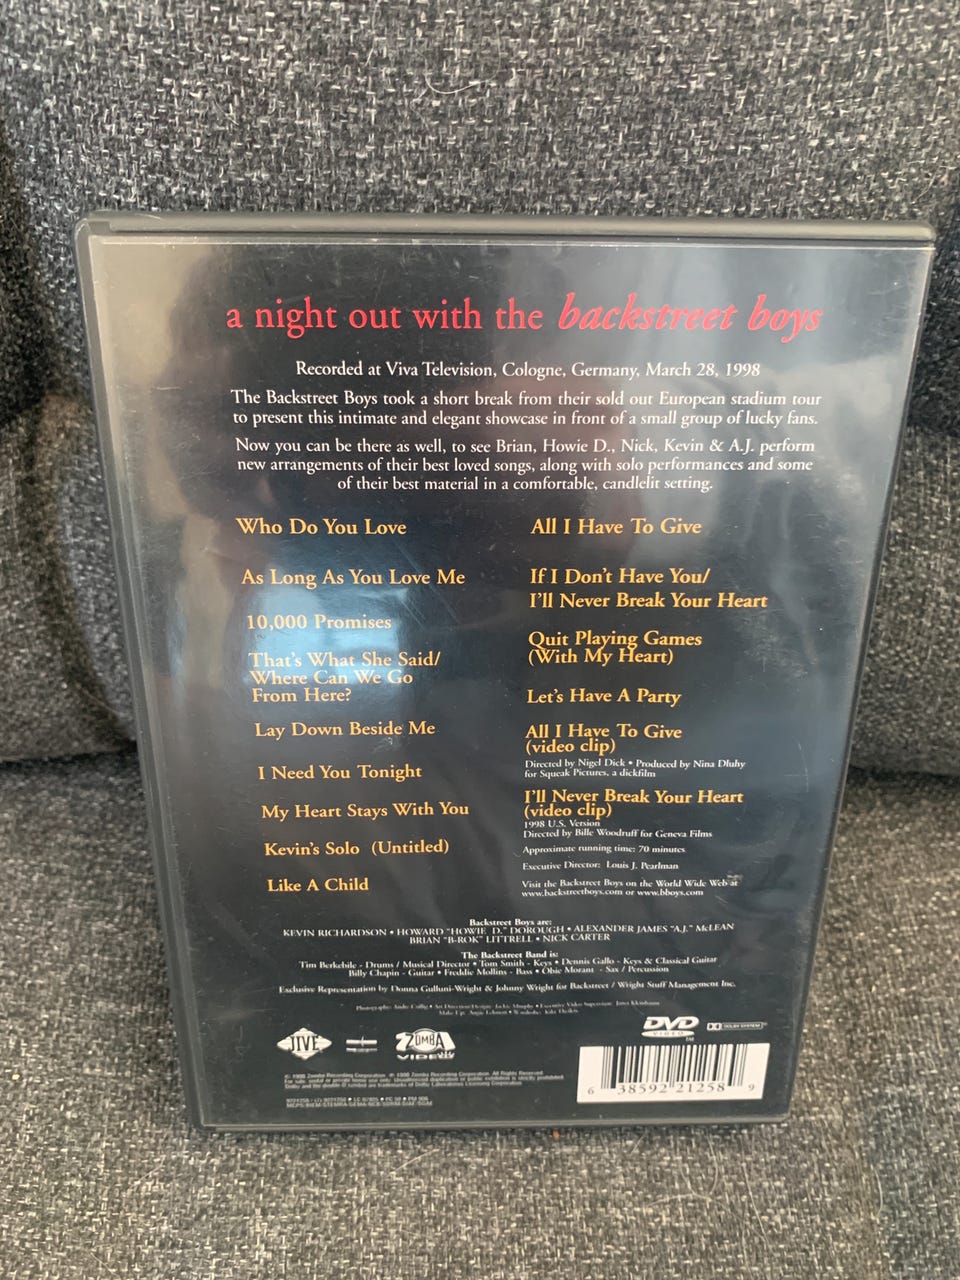 a night out with the backstreet boys
Recorded at Viva Television, Cologne, Germany, March 28, 1998
The Backstreet Boys took a short break from their sold out European stadium tour
to present this intimate and elegant showcase in front of a small group of lucky fans.
Now you can be there as well, to see Brian, Howie D., Nick, Kevin & A.J. perform
new arrangements of their best loved songs, along with solo performances and some
of their best material in a comfortable, candlelit setting.
Who Do You Love
As Long As You Love Me
10,000 Promises
That's What She Said/
Where Can We Go
From Here?
Lay Down Beside Me
I Need You Tonight
My Heart Stays With You
Kevin's Solo (Untitled)
Like A Child
All I Have To Give
If I Don't Have You/
I'll Never Break Your Heart
Quit Playing Games
(With My Heart)
Let's Have A Party
All I Have To Give
(video clip)
Directed by Nigel Dick • Produced by Nina Dluhy
for Squeak Pictures, a dickfilm
I'll Never Break Your Heart
(video clip)
1998 U.S. Version
Directed by Bille Woodruff for Geneva Films
Approximate running time: 70 minutes
Executive Director: Louis J. Pearlman
Visit the Backstreet Boys on the World Wide Web at
www.backstreetboys.com or www.bboys.com
Backstreet Boys are:
KEVIN RICHARDSON • HOWARD "HOWIE D." DOROUGH • ALEXANDER JAMES "A.J." McLEAN
BRIAN "B-ROK" LITTRELL • NICK CARTER
The Backstreet Band is:
Tim Berkebile - Drums / Musical Director • Tom Smith - Keys • Dennis Gallo - Keys & Classical Guitar
Billy Chapin - Guitar • Freddie Mollins - Bass • Obie Morant - Sax / Percussion
Exclusive Representation by Donna Gulluni-Wright & Johnny Wright for Backstreet / Wright Stuff Management Inc.
JIVE
ZOMBA
VIDEO
DVD
VIDEO
TM
DOLBY SYSTEM
6 38592 21258 9